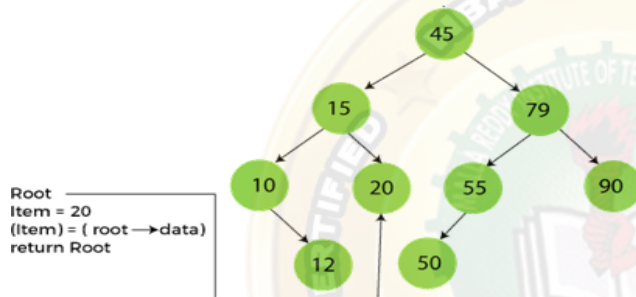 45
15 79
10 20 55 90
12 50
Root
Item = 20
(Item) = ( root → data)
return Root